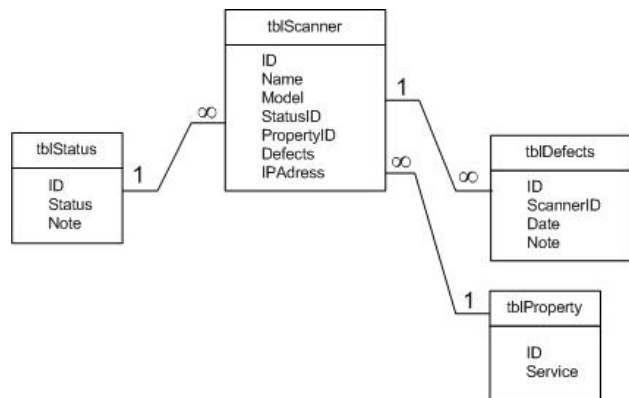 tblScanner
ID
Name
Model
StatusID
PropertyID
Defects
IPAdress
1
∞
∞
tblStatus
ID
Status
Note
1
tblDefects
ID
ScannerID
Date
Note
∞
1
tblProperty
ID
Service